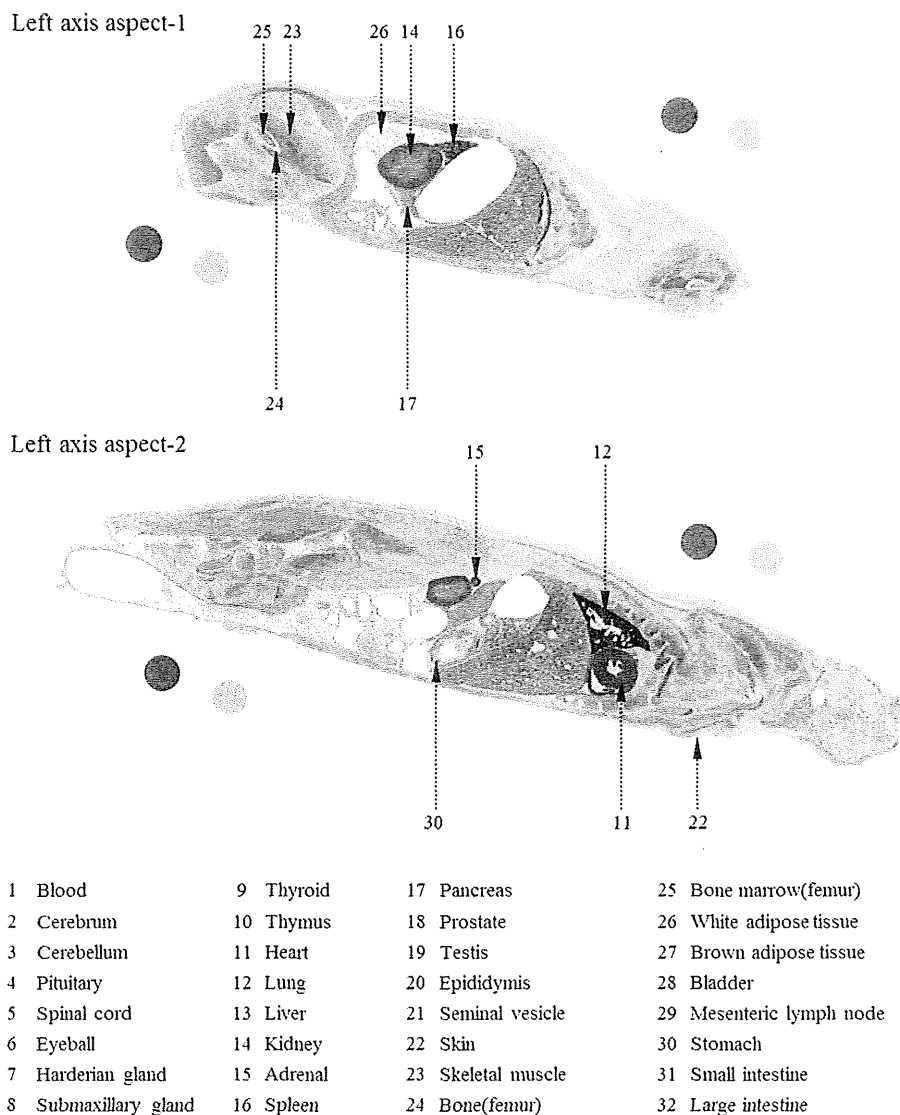 Left axis aspect-1
25 23 26 14 16
24 17
Left axis aspect-2
15 12
30 11 22
1 Blood 9 Thyroid 17 Pancreas 25 Bone marrow(femur)
2 Cerebrum 10 Thymus 18 Prostate 26 White adipose tissue
3 Cerebellum 11 Heart 19 Testis 27 Brown adipose tissue
4 Pituitary 12 Lung 20 Epididymis 28 Bladder
5 Spinal cord 13 Liver 21 Seminal vesicle 29 Mesenteric lymph node
6 Eyeball 14 Kidney 22 Skin 30 Stomach
7 Harderian gland 15 Adrenal 23 Skeletal muscle 31 Small intestine
8 Submaxillary gland 16 Spleen 24 Bone(femur) 32 Large intestine